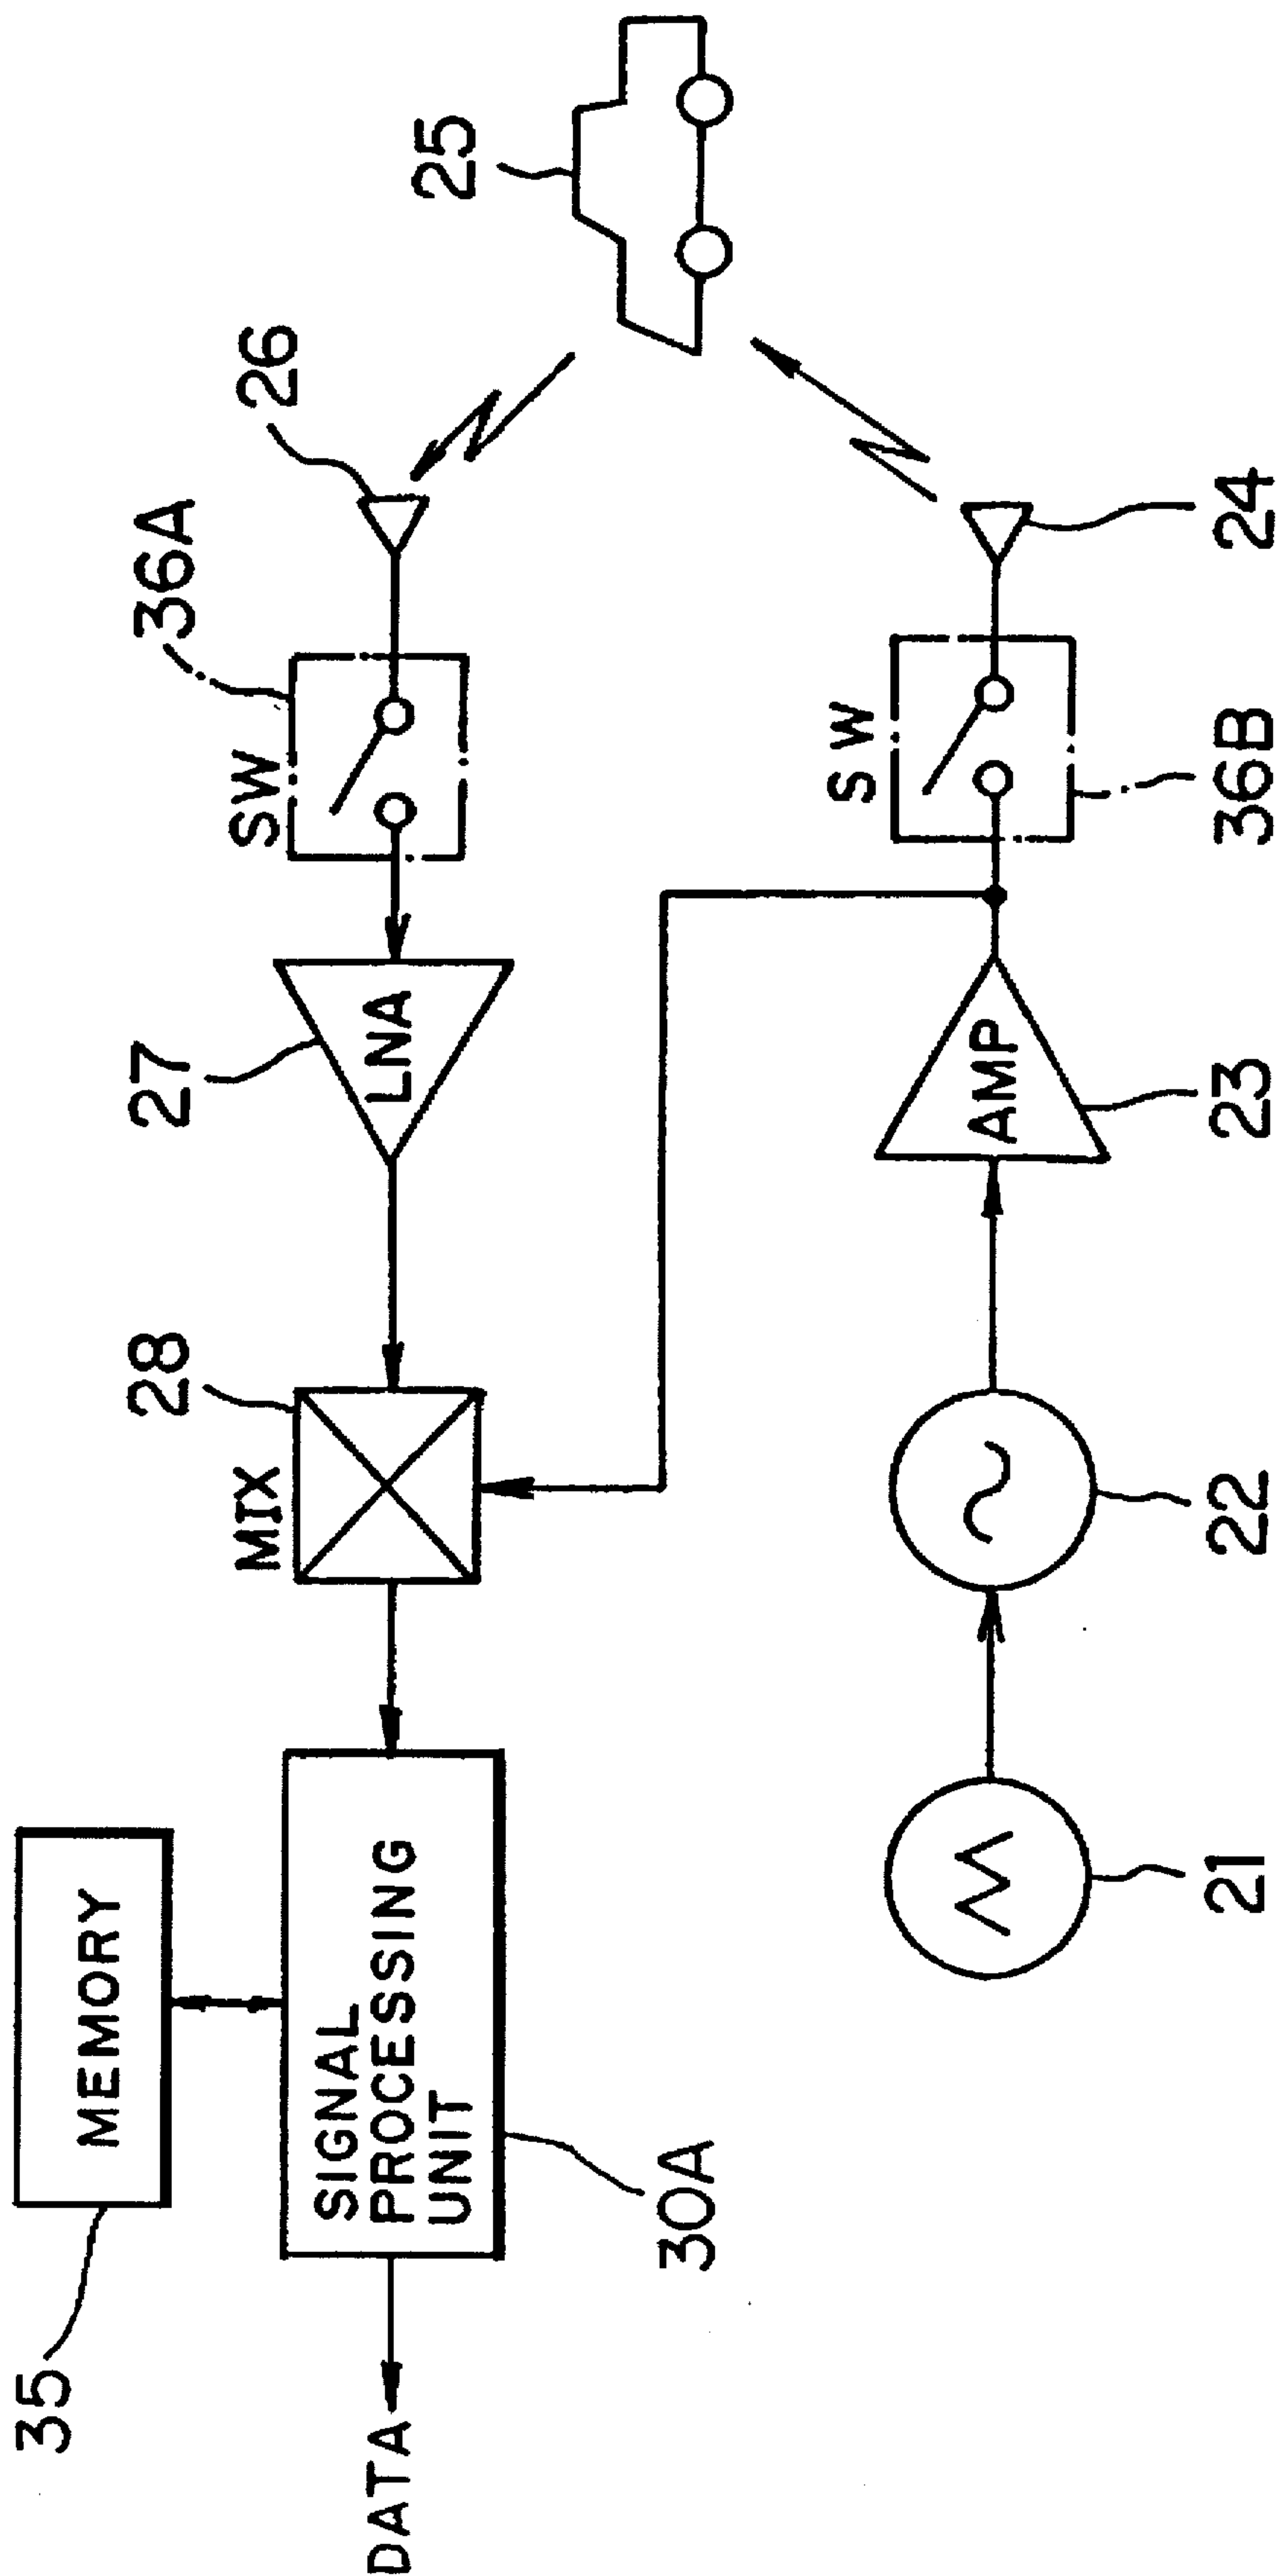 35
MEMORY
28
27
36A
26
25
MIX
SW
DATA
SIGNAL
PROCESSING
UNIT
LNA
30A
SW
AMP
21
22
23
36B
24